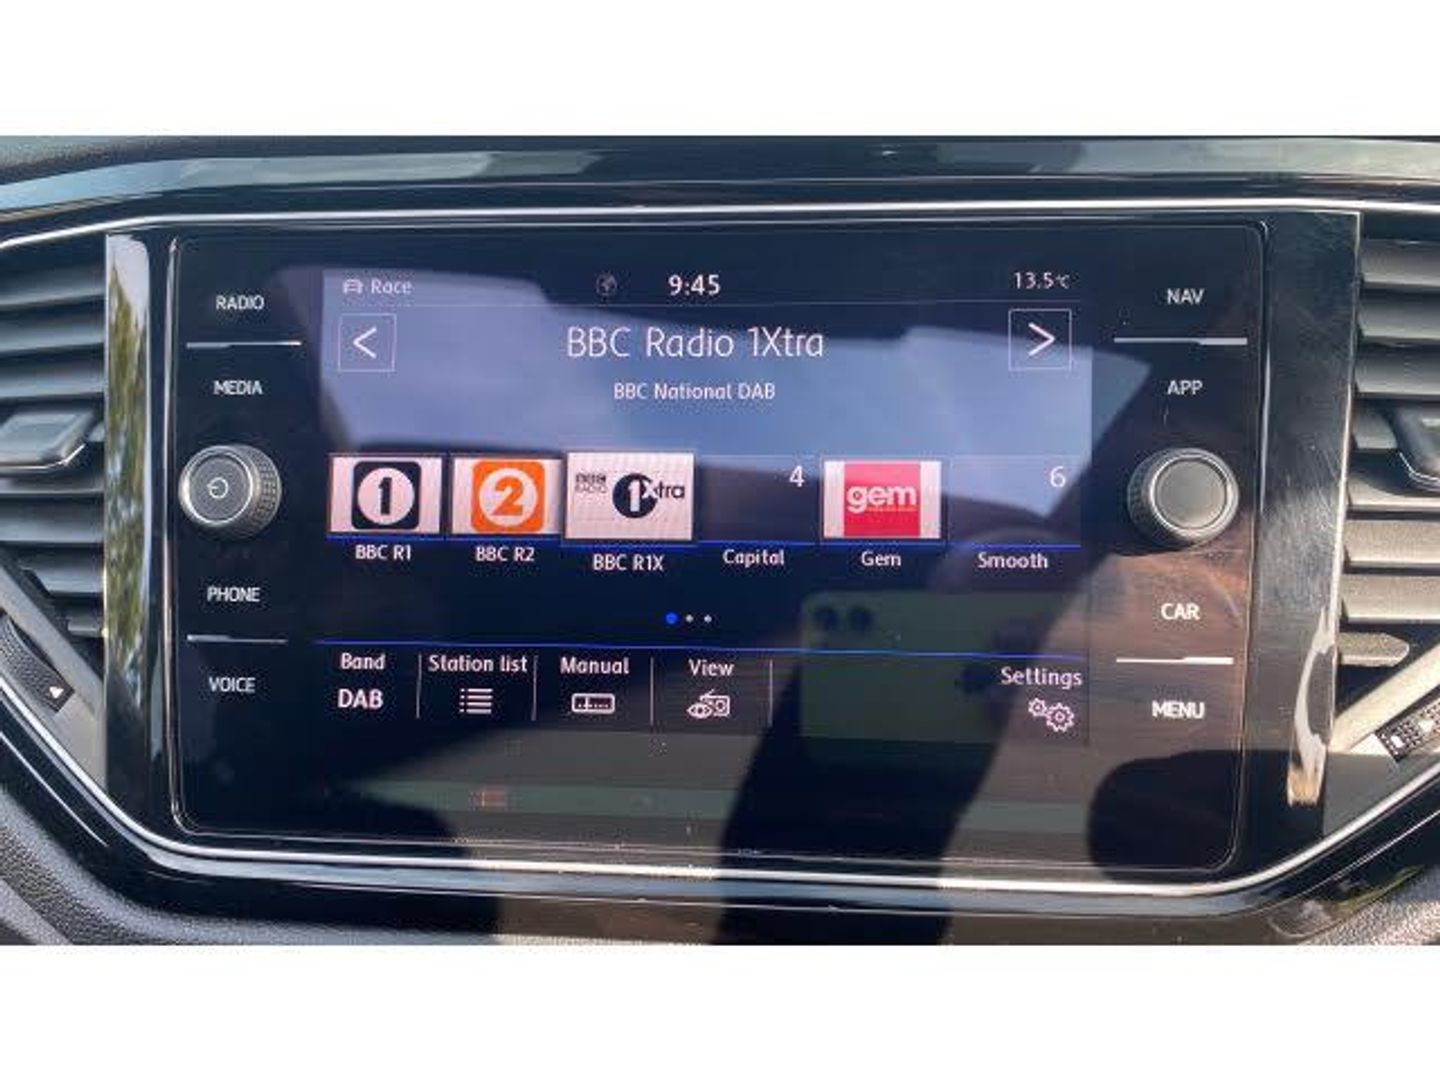 RADIO
MEDIA
PHONE
VOICE
Race
9:45
13.5°C
<
BBC Radio 1Xtra
>
BBC National DAB
1
2
BBC RADIO 1Xtra
4
gem
6
BBC R1
BBC R2
BBC R1X
Capital
Gem
Smooth
Band
DAB
Station list
Manual
View
Settings
NAV
APP
CAR
MENU